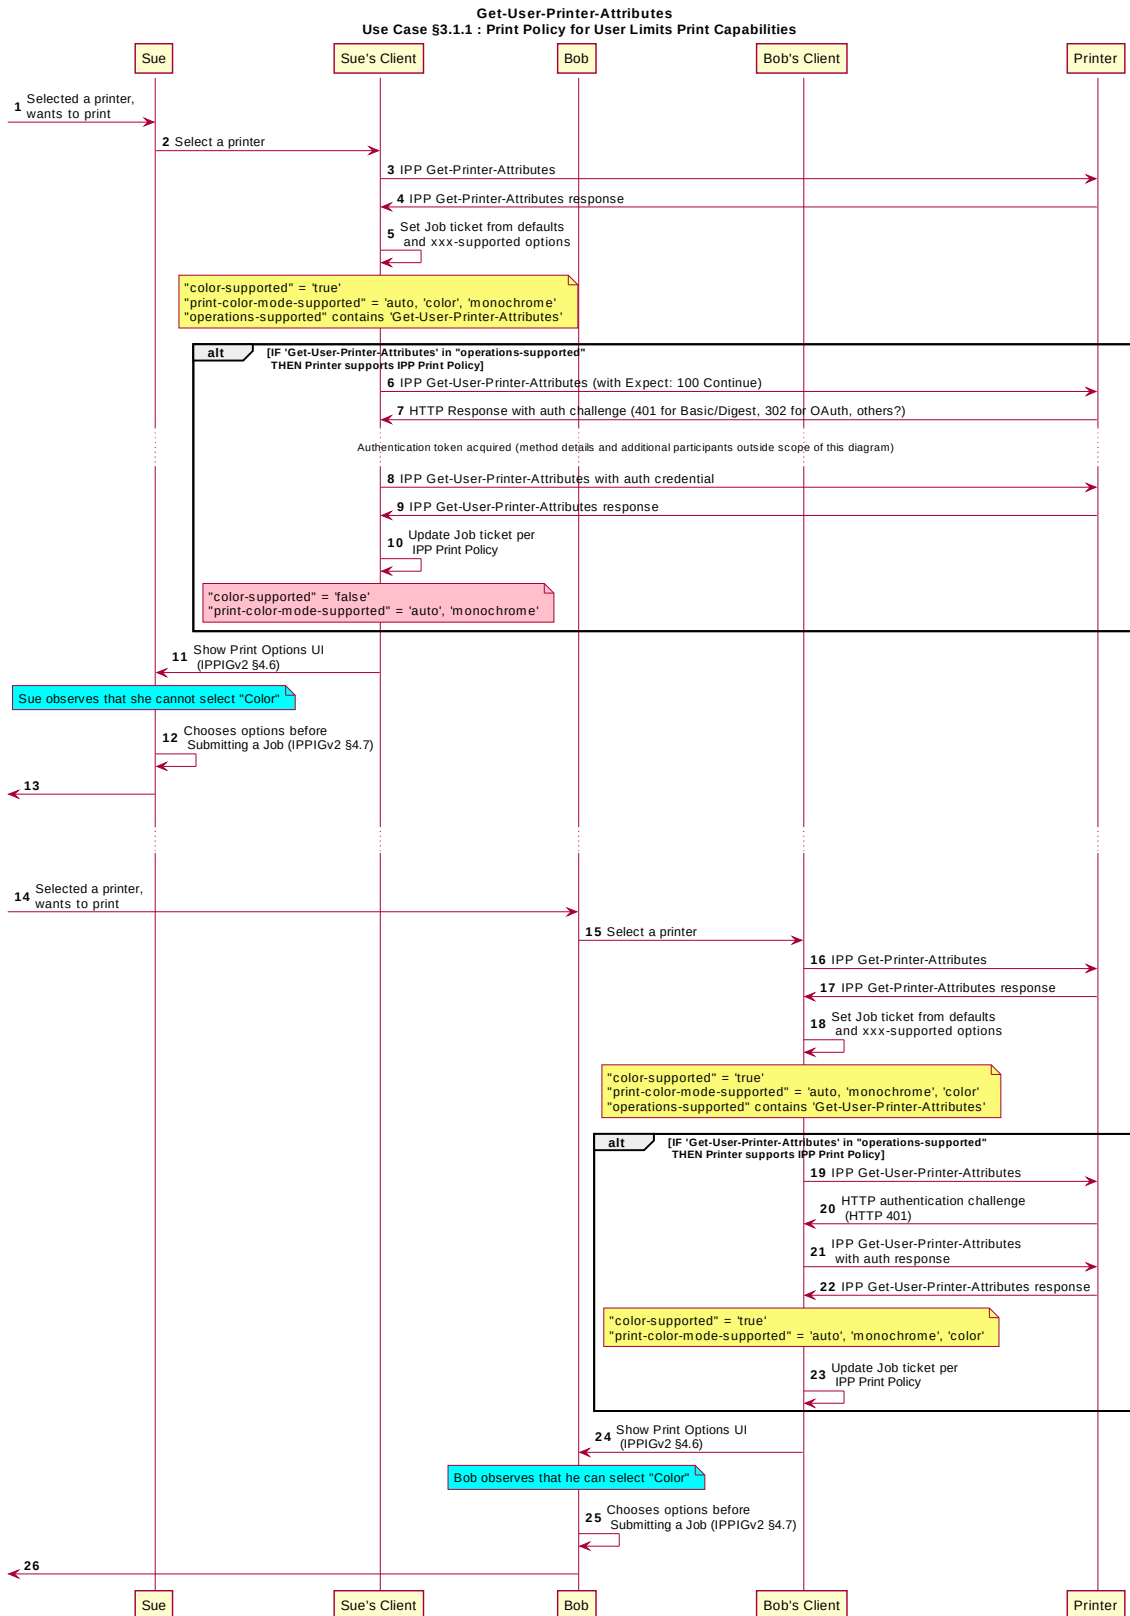 Get-User-Printer-Attributes
Use Case §3.1.1 : Print Policy for User Limits Print Capabilities
Sue
Sue's Client
Bob
Bob's Client
Printer
1 Selected a printer,
wants to print
2 Select a printer
3 IPP Get-Printer-Attributes
4 IPP Get-Printer-Attributes response
5 Set Job ticket from defaults
and xxx-supported options
"color-supported" = 'true'
"print-color-mode-supported" = 'auto, 'color', 'monochrome'
"operations-supported" contains 'Get-User-Printer-Attributes'
alt [IF 'Get-User-Printer-Attributes' in "operations-supported"
THEN Printer supports IPP Print Policy]
6 IPP Get-User-Printer-Attributes (with Expect: 100 Continue)
7 HTTP Response with auth challenge (401 for Basic/Digest, 302 for OAuth, others?)
Authentication token acquired (method details and additional participants outside scope of this diagram)
8 IPP Get-User-Printer-Attributes with auth credential
9 IPP Get-User-Printer-Attributes response
10 Update Job ticket per
IPP Print Policy
"color-supported" = 'false'
"print-color-mode-supported" = 'auto', 'monochrome'
11 Show Print Options UI
(IPPIGv2 §4.6)
Sue observes that she cannot select "Color"
12 Chooses options before
Submitting a Job (IPPIGv2 §4.7)
13
14 Selected a printer,
wants to print
15 Select a printer
16 IPP Get-Printer-Attributes
17 IPP Get-Printer-Attributes response
18 Set Job ticket from defaults
and xxx-supported options
"color-supported" = 'true'
"print-color-mode-supported" = 'auto, 'monochrome', 'color'
"operations-supported" contains 'Get-User-Printer-Attributes'
alt [IF 'Get-User-Printer-Attributes' in "operations-supported"
THEN Printer supports IPP Print Policy]
19 IPP Get-User-Printer-Attributes
20 HTTP authentication challenge
(HTTP 401)
21 IPP Get-User-Printer-Attributes
with auth response
22 IPP Get-User-Printer-Attributes response
"color-supported" = 'true'
"print-color-mode-supported" = 'auto', 'monochrome', 'color'
23 Update Job ticket per
IPP Print Policy
24 Show Print Options UI
(IPPIGv2 §4.6)
Bob observes that he can select "Color"
25 Chooses options before
Submitting a Job (IPPIGv2 §4.7)
26
Sue
Sue's Client
Bob
Bob's Client
Printer